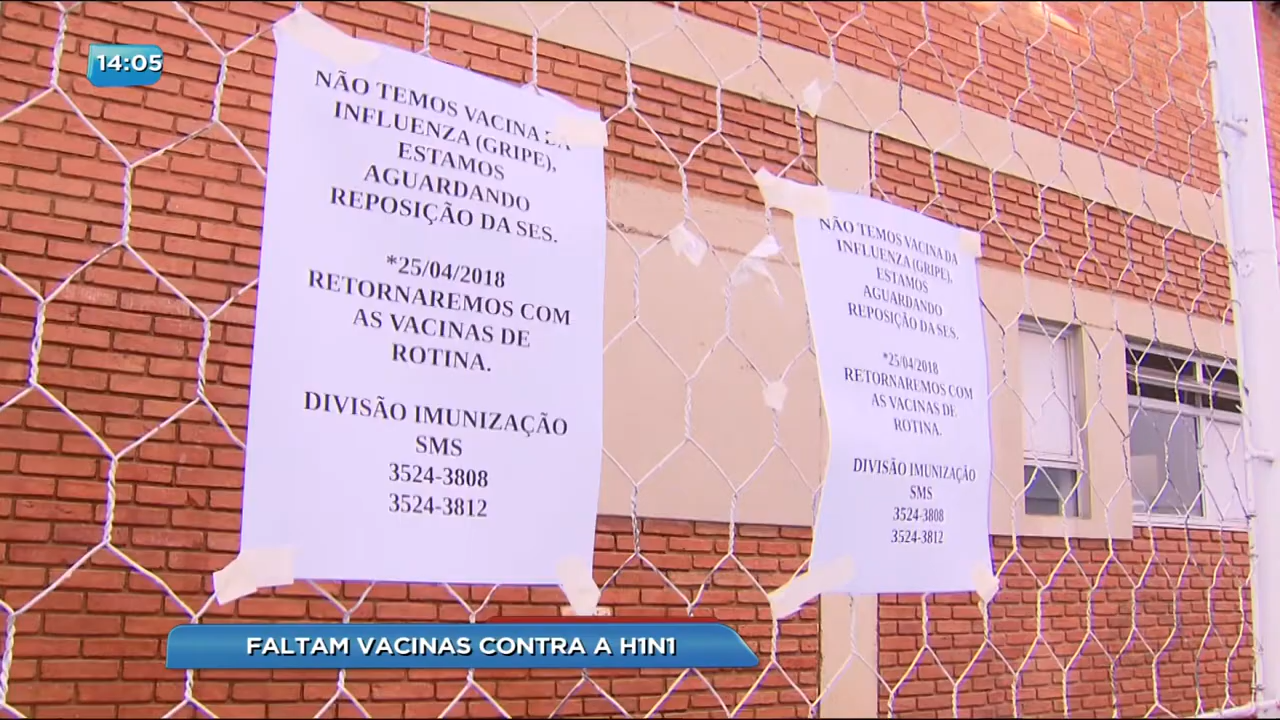 14:05
NÃO TEMOS VACINA DA
INFLUENZA (GRIPE),
ESTAMOS
AGUARDANDO
REPOSIÇÃO DA SES.
*25/04/2018
RETORNAREMOS COM
AS VACINAS DE
ROTINA.
DIVISÃO IMUNIZAÇÃO
SMS
3524-3808
3524-3812
NÃO TEMOS VACINA DA
INFLUENZA (GRIPE),
ESTAMOS
AGUARDANDO
REPOSIÇÃO DA SES.
*25/04/2018
RETORNAREMOS COM
AS VACINAS DE
ROTINA.
DIVISÃO IMUNIZAÇÃO
SMS
3524-3808
3524-3812
FALTAM VACINAS CONTRA A H1N1